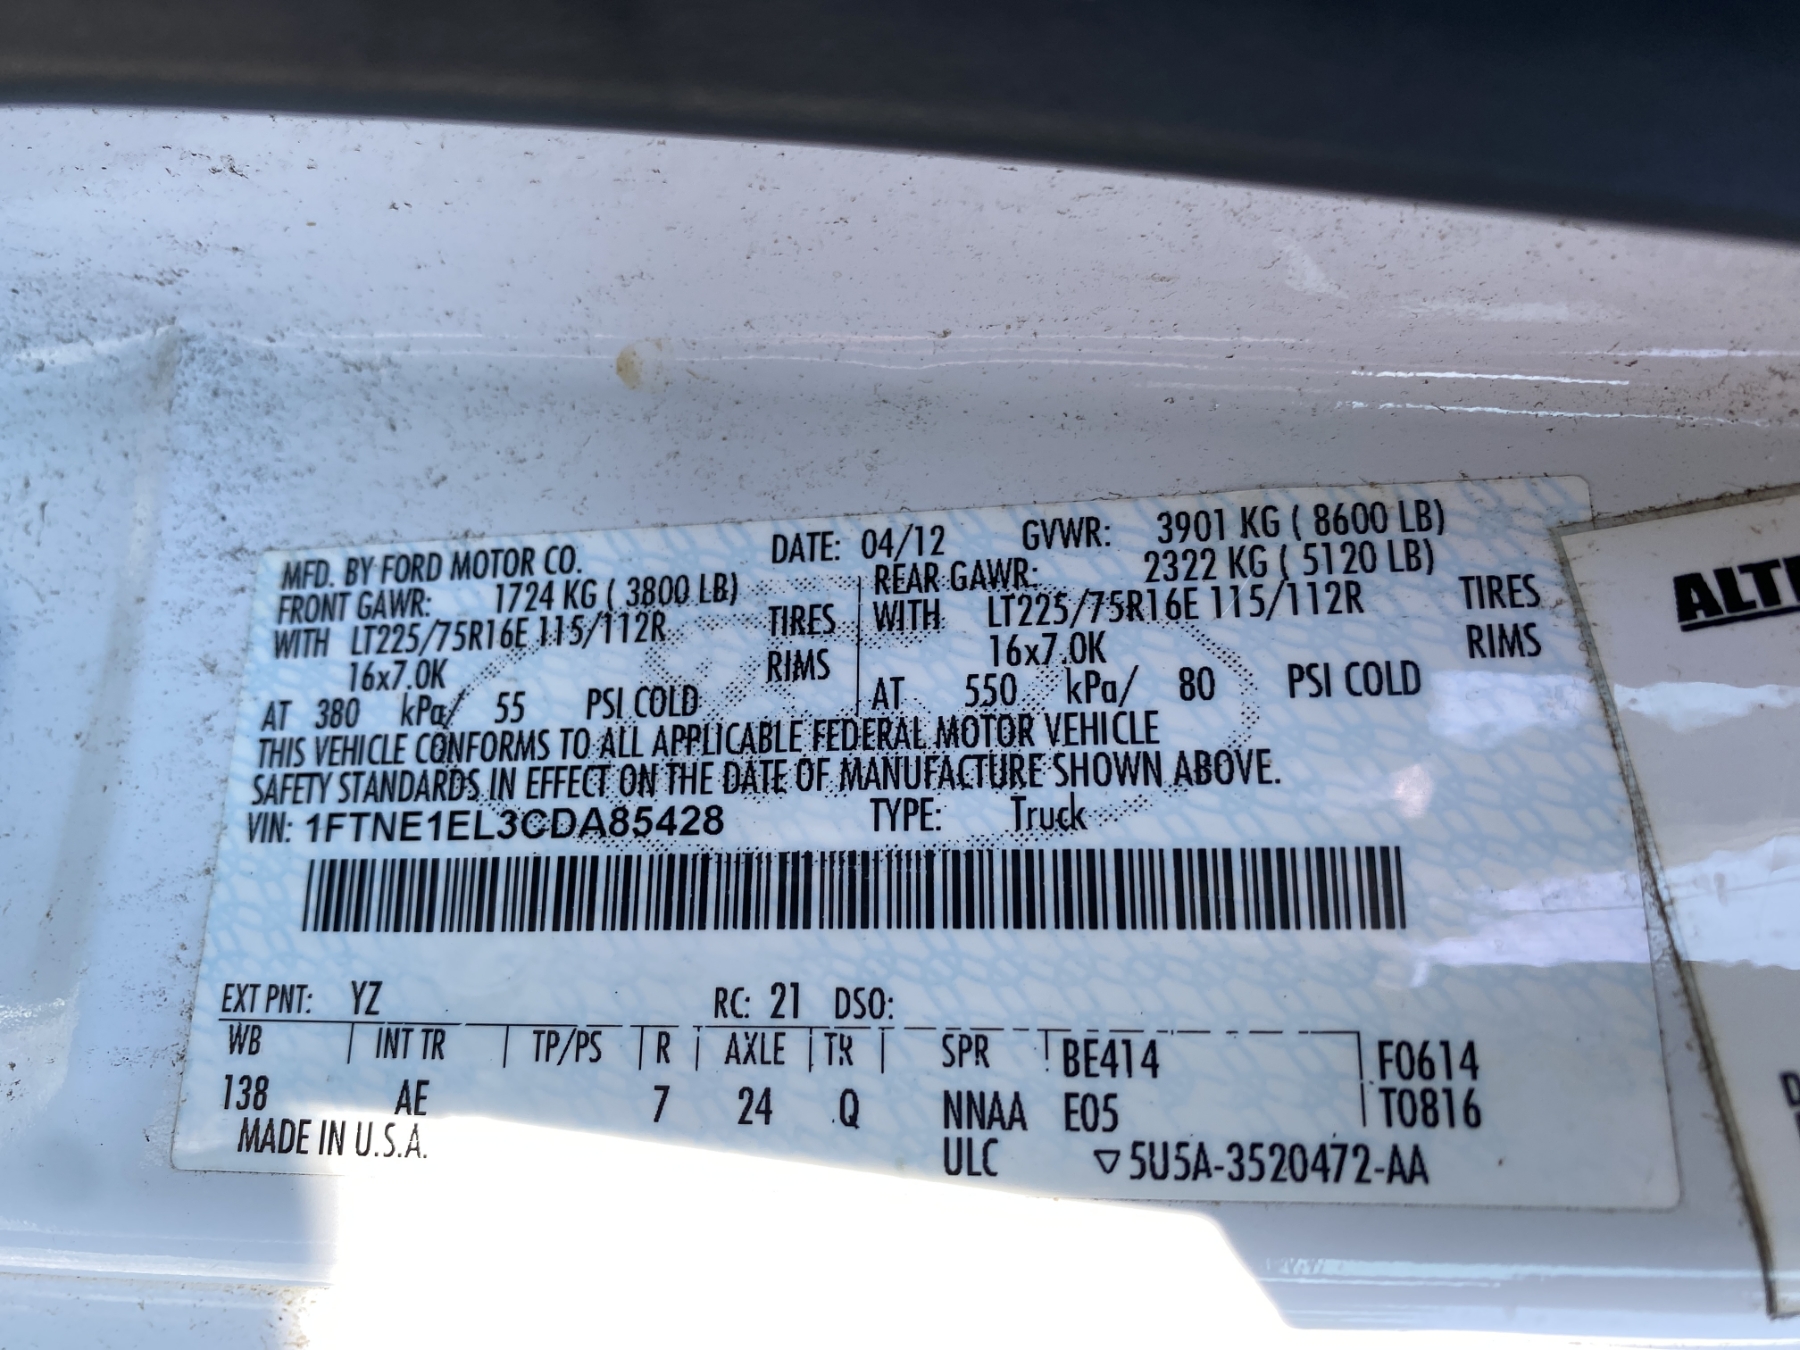 MFD. BY FORD MOTOR CO. DATE: 04/12 GVWR: 3901 KG ( 8600 LB)
FRONT GAWR: 1724 KG ( 3800 LB) REAR GAWR: 2322 KG ( 5120 LB)
WITH LT225/75R16E 115/112R TIRES WITH LT225/75R16E 115/112R TIRES
16x7.0K RIMS 16x7.0K RIMS
AT 380 kPa/ 55 PSI COLD AT 550 kPa/ 80 PSI COLD
THIS VEHICLE CONFORMS TO ALL APPLICABLE FEDERAL MOTOR VEHICLE
SAFETY STANDARDS IN EFFECT ON THE DATE OF MANUFACTURE SHOWN ABOVE.
VIN: 1FTNE1EL3CDA85428 TYPE: Truck
EXT PNT: YZ RC: 21 DSO:
WB INT TR TP/PS R AXLE TR SPR BE414 F0614
138 AE 7 24 Q NNAA E05 T0816
MADE IN U.S.A. ULC ▽5U5A-3520472-AA